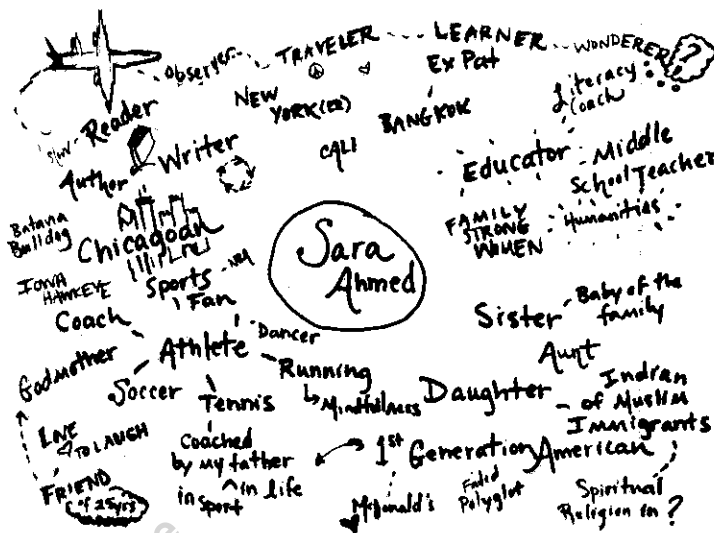 Observer
TRAVELER
LEARNER
WONDERER
?
Ex Pat
Literacy
Coach
NEW
YORK(ER)
BANGKOK
CALI
slow
Reader
Writer
Author
Educator
Middle
School Teacher
Humanities
FAMILY
STRONG
WOMEN
Batavia
Bulldog
Chicagoan
Sara
Ahmed
IOWA
HAWKEYE
Sports
Fan
Coach
Dancer
Sister
Baby of the
family
Aunt
Godmother
Athlete
Running
Mindfulness
Soccer
Tennis
Daughter
Indian
of Muslim
Immigrants
LOVE
TO LAUGH
Coached
by my father
in sport ^ in life
1st Generation American
FRIEND
(of 25yrs)
McDonald's
Failed
Polyglot
Spiritual
Religion in ?